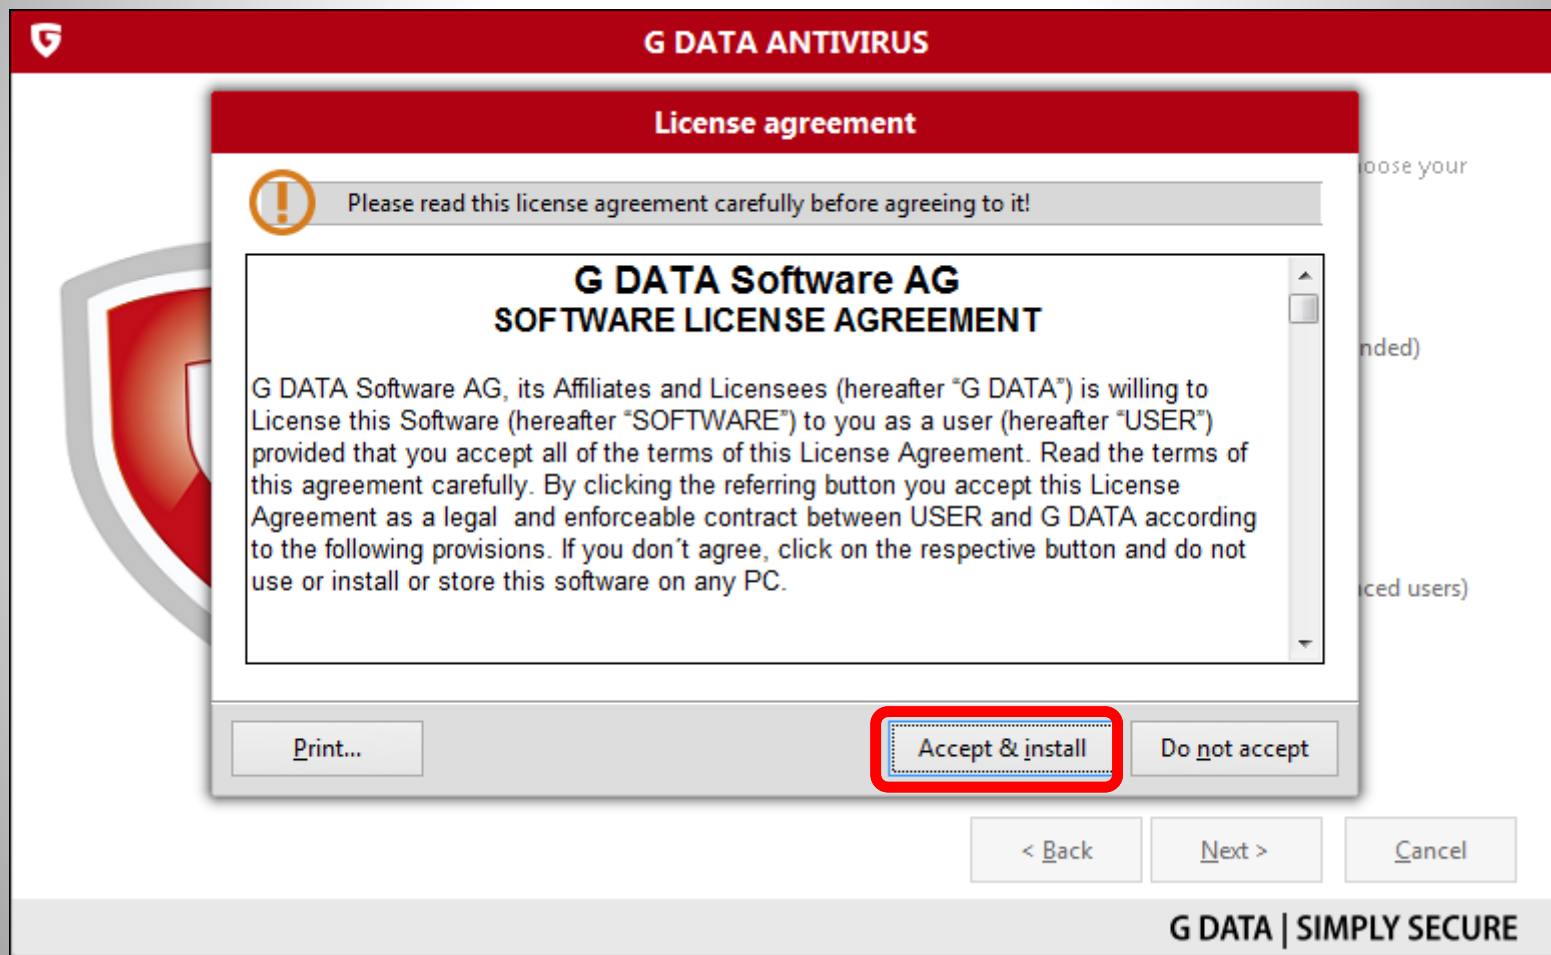 G DATA ANTIVIRUS
License agreement
Please read this license agreement carefully before agreeing to it!
G DATA Software AG
SOFTWARE LICENSE AGREEMENT
G DATA Software AG, its Affiliates and Licensees (hereafter “G DATA”) is willing to
License this Software (hereafter “SOFTWARE”) to you as a user (hereafter “USER”)
provided that you accept all of the terms of this License Agreement. Read the terms of
this agreement carefully. By clicking the referring button you accept this License
Agreement as a legal  and enforceable contract between USER and G DATA according
to the following provisions. If you don´t agree, click on the respective button and do not
use or install or store this software on any PC.
your
users)
Print...
Accept & install
Do not accept
< Back
Next >
Cancel
G DATA | SIMPLY SECURE